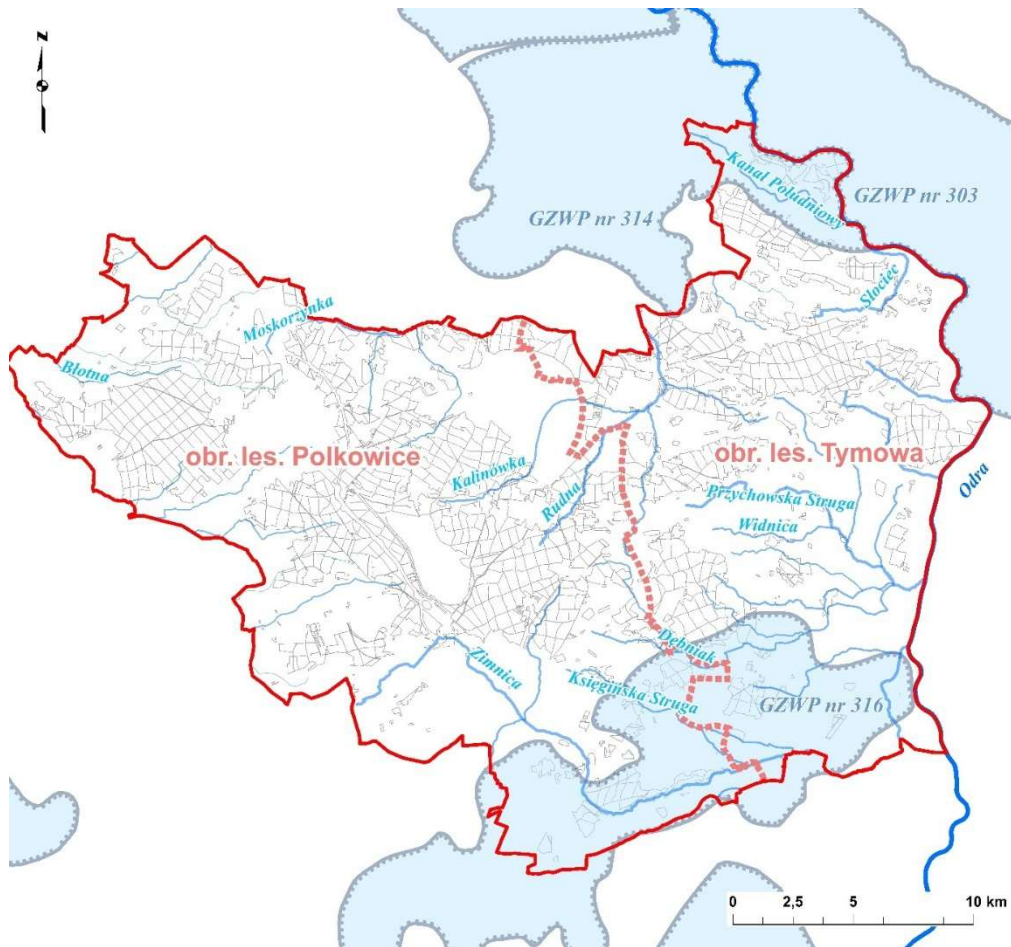 N
Kanał Południowy
GZWP nr 303
GZWP nr 314
Słociec
Moskorzynka
Błotna
obr. les. Polkowice
obr. les. Tymowa
Kalinówka
Rudna
Przychowska Struga
Odra
Widnica
Dębniak
Zimnica
Księgińska Struga
GZWP nr 316
0 2,5 5 10 km